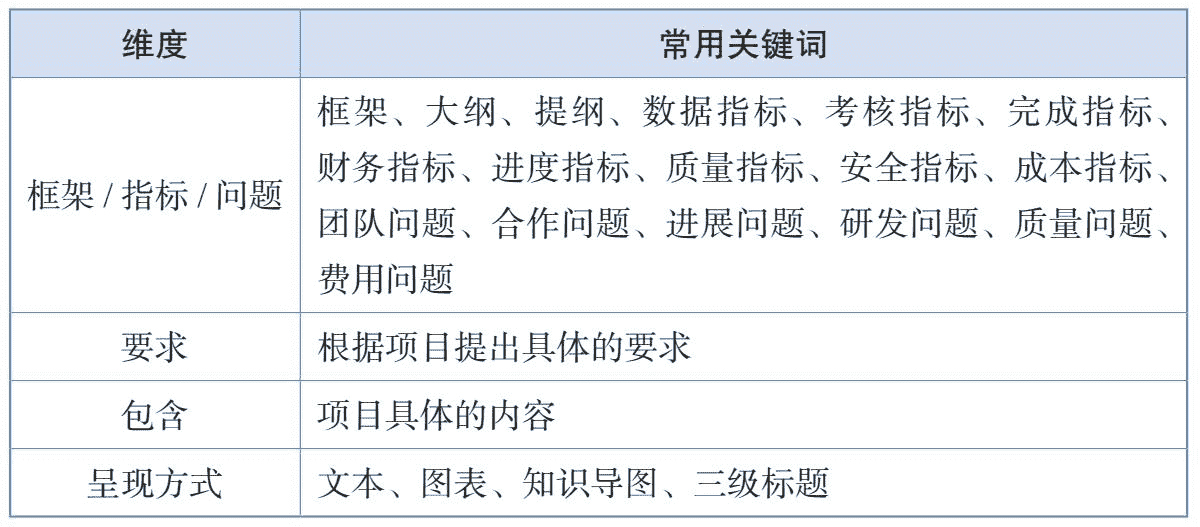 维度
常用关键词
框架 / 指标 / 问题
框架、大纲、提纲、数据指标、考核指标、完成指标、
财务指标、进度指标、质量指标、安全指标、成本指标、
团队问题、合作问题、进展问题、研发问题、质量问题、
费用问题
要求
根据项目提出具体的要求
包含
项目具体的内容
呈现方式
文本、图表、知识导图、三级标题